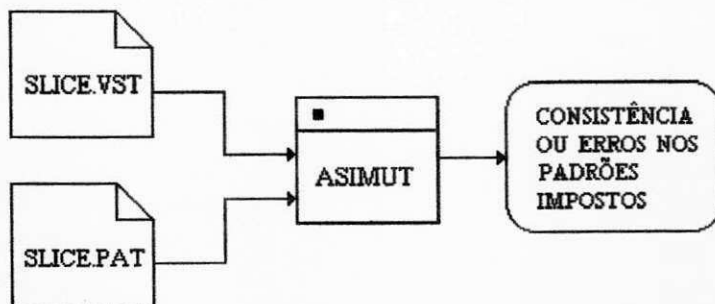 SLICE.VST
ASIMUT
SLICE.PAT
CONSISTÊNCIA
OU ERROS NOS
PADRÕES
IMPOSTOS